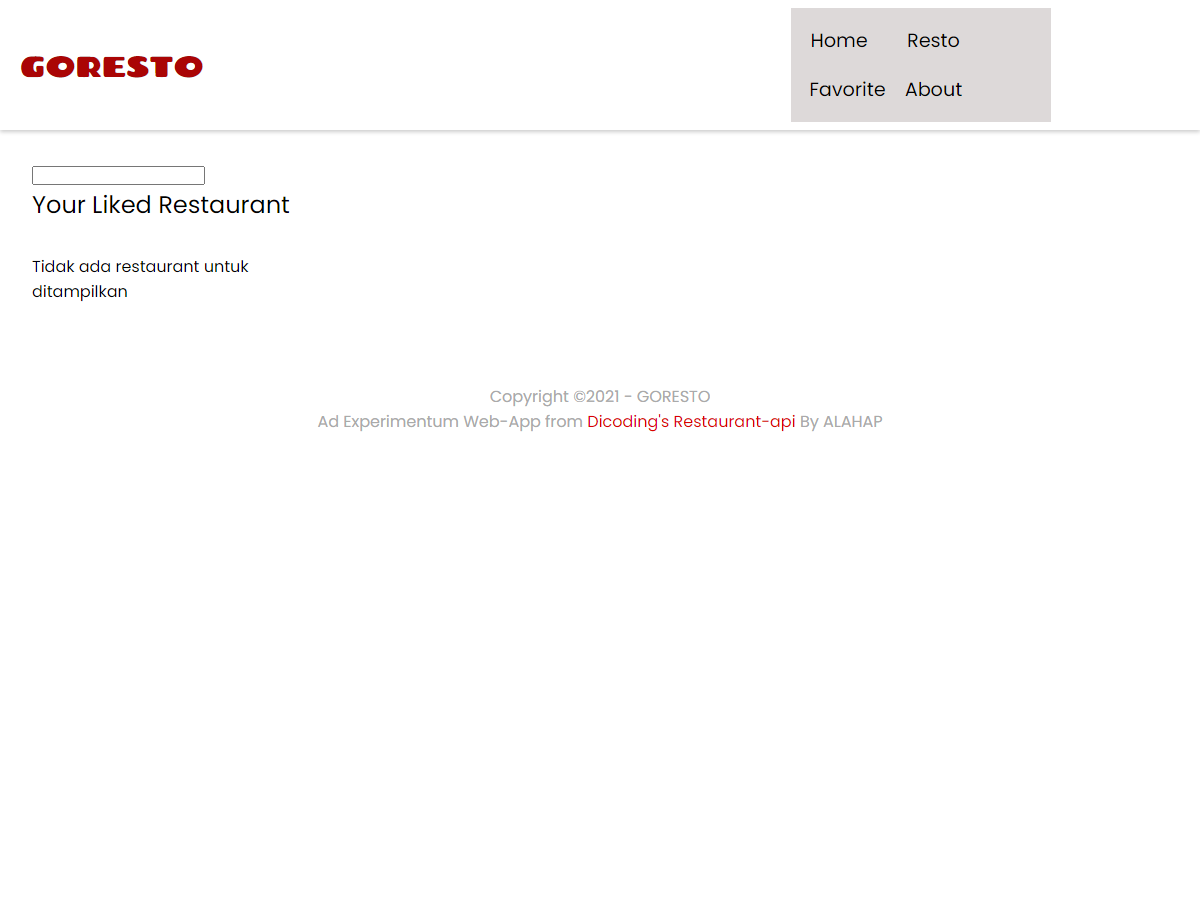 GORESTO
Home Resto
Favorite About
Your Liked Restaurant
Tidak ada restaurant untuk
ditampilkan
Copyright ©2021 - GORESTO
Ad Experimentum Web-App from Dicoding's Restaurant-api By ALAHAP